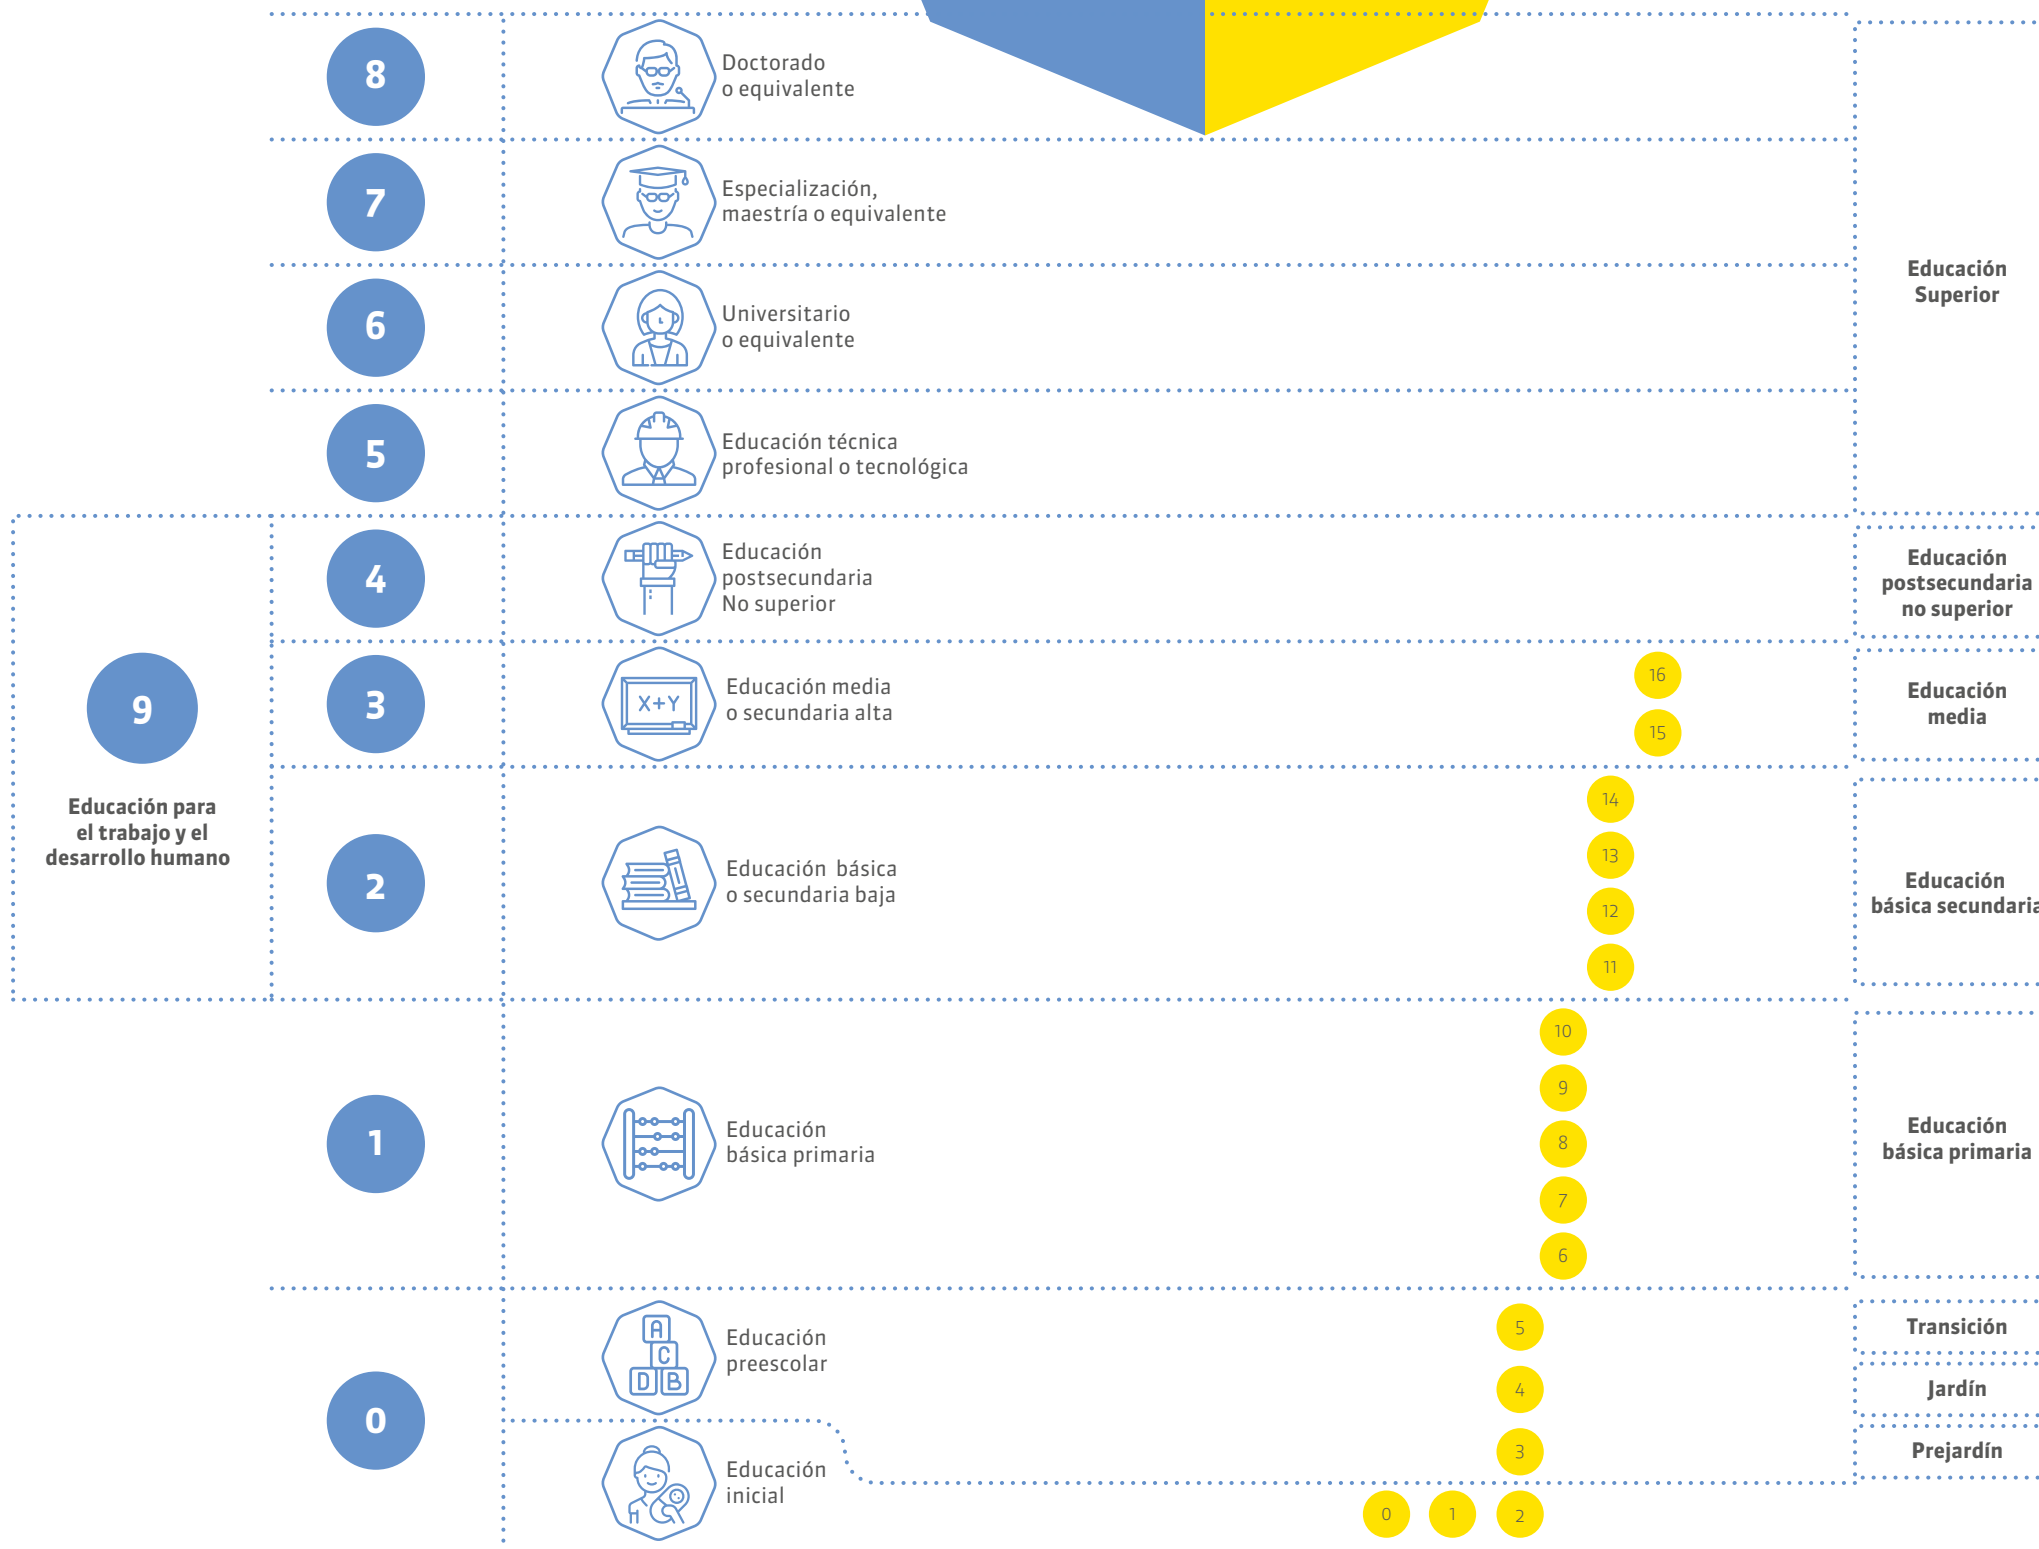 8
Doctorado
o equivalente
7
Especialización,
maestría o equivalente
6
Universitario
o equivalente
Educación
Superior
5
Educación técnica
profesional o tecnológica
4
Educación
postsecundaria
No superior
Educación
postsecundaria
no superior
9
Educación para
el trabajo y el
desarrollo humano
3
X+Y
Educación media
o secundaria alta
16
15
Educación
media
2
Educación básica
o secundaria baja
14
13
12
11
Educación
básica secundaria
1
Educación
básica primaria
10
9
8
7
6
Educación
básica primaria
0
A
C
D B
Educación
preescolar
5
Transición
4
Jardín
3
Prejardín
Educación
inicial
0 1 2